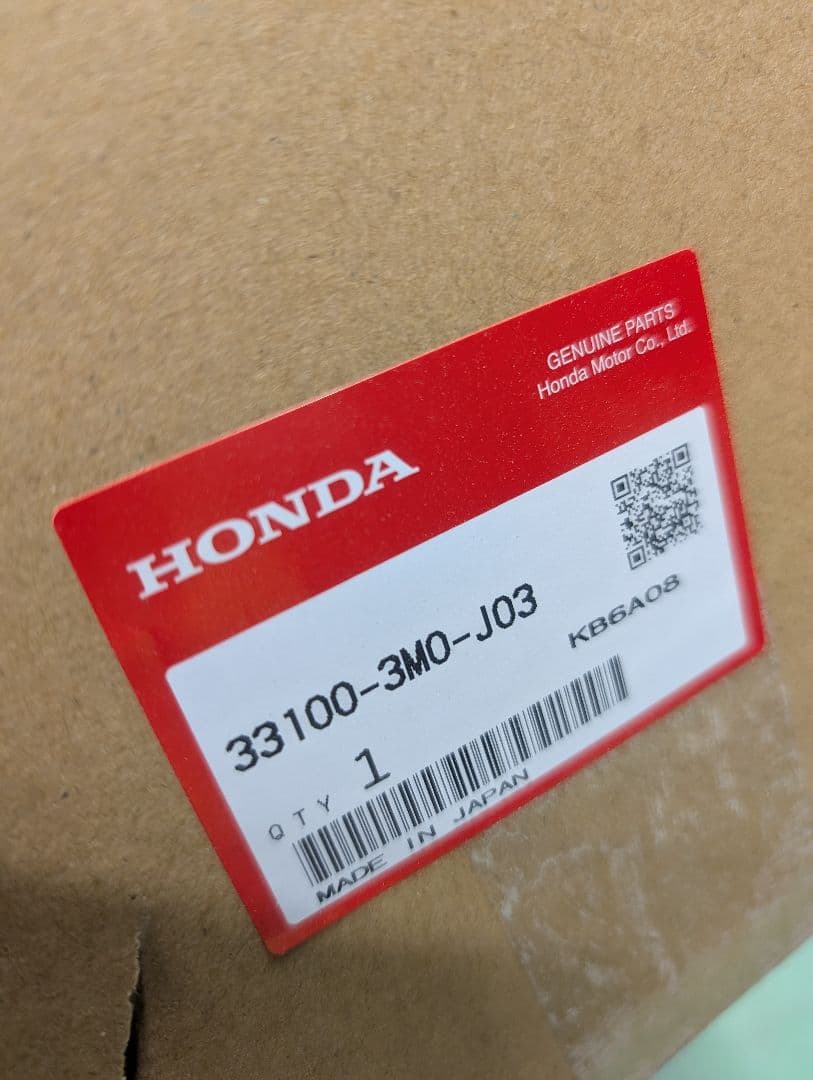 GENUINE PARTS
Honda Motor Co., Ltd.
HONDA
33100-3M0-J03
KB6A08
QTY 1
MADE IN JAPAN